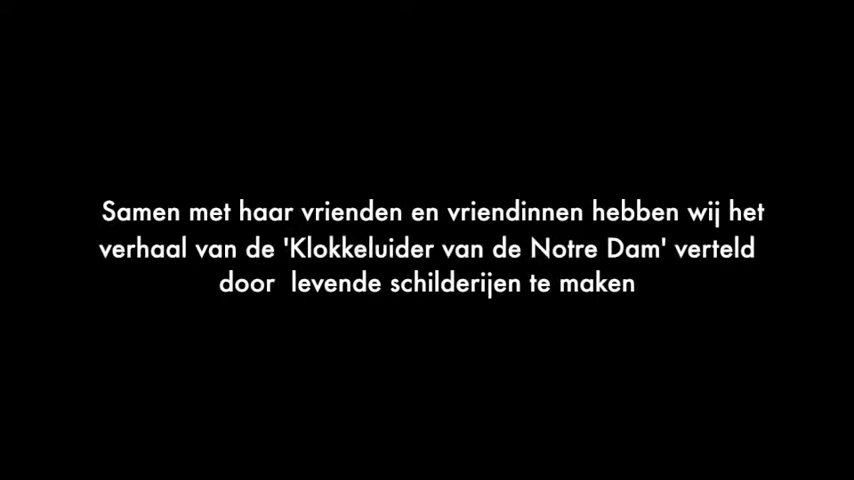 Samen met haar vrienden en vriendinnen hebben wij het
verhaal van de 'Klokkeluider van de Notre Dam' verteld
door levende schilderijen te maken